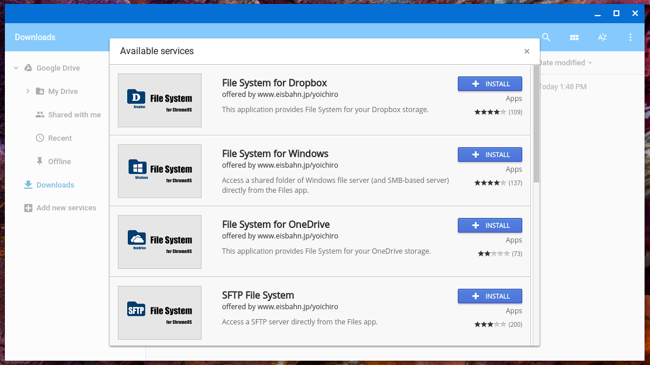 Downloads
Available services
×
Google Drive
My Drive
Shared with me
Recent
Offline
Downloads
Add new services
Date modified
Today 1:48 PM
D
Dropbox
File System
for ChromeOS
File System for Dropbox
offered by www.eisbahn.jp/yoichiro
This application provides File System for your Dropbox storage.
+ INSTALL
Apps
(109)
Windows
File System
for ChromeOS
File System for Windows
offered by www.eisbahn.jp/yoichiro
Access a shared folder of Windows file server (and SMB-based server)
directly from the Files app.
+ INSTALL
Apps
(137)
OneDrive
File System
for ChromeOS
File System for OneDrive
offered by www.eisbahn.jp/yoichiro
This application provides File System for your OneDrive storage.
+ INSTALL
Apps
(73)
SFTP
File System
for ChromeOS
SFTP File System
offered by www.eisbahn.jp/yoichiro
Access a SFTP server directly from the Files app.
+ INSTALL
Apps
(200)